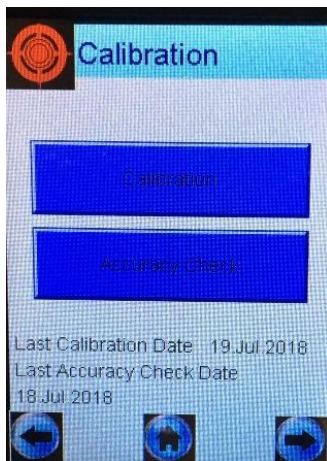 Calibration
Calibration
Accuracy Check
Last Calibration Date 19.Jul.2018
Last Accuracy Check Date
18.Jul.2018